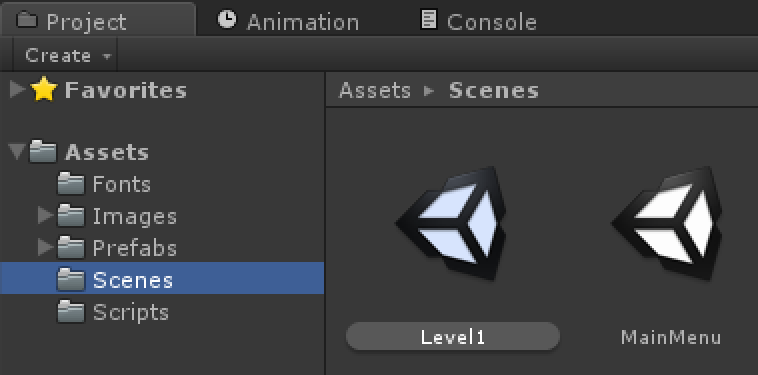 Project Animation Console
Create
Favorites
Assets
Fonts
Images
Prefabs
Scenes
Scripts
Assets ▸ Scenes
Level1 MainMenu